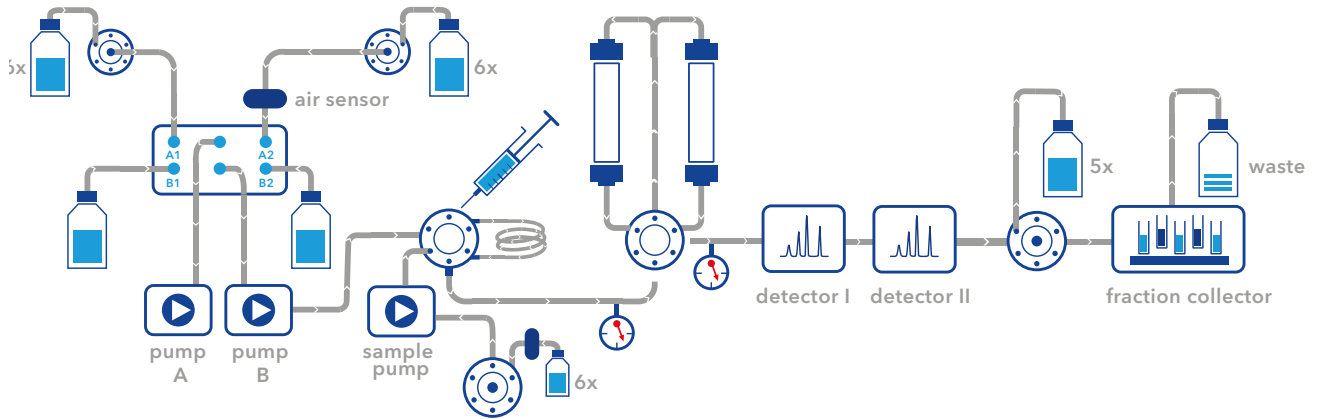 6x
6x
air sensor
A1
A2
B1
B2
5x
waste
detector I
detector II
fraction collector
pump
A
pump
B
sample
pump
6x